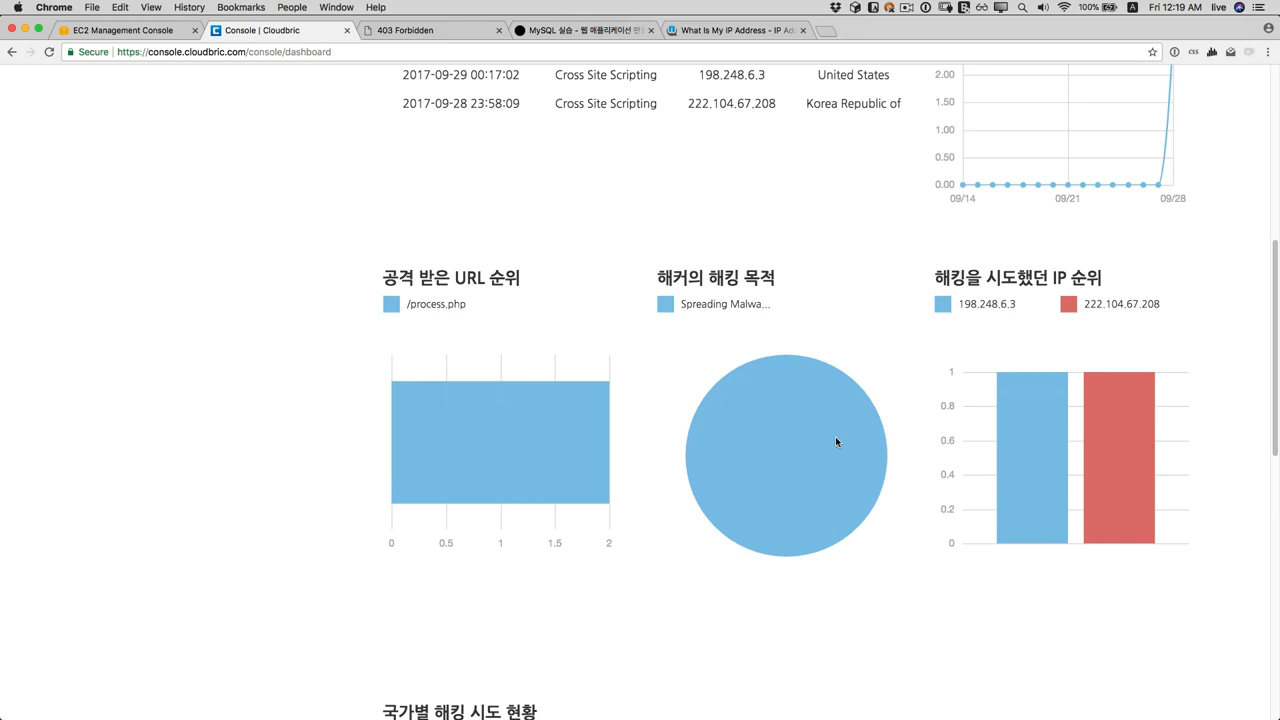 Chrome File Edit View History Bookmarks People Window Help 100% A Fri 12:19 AM live
EC2 Management Console Console | Cloudbric 403 Forbidden MySQL 실습 - 웹 애플리케이션 What Is My IP Address - IP
Secure https://console.cloudbric.com/console/dashboard css
2017-09-29 00:17:02 Cross Site Scripting 198.248.6.3 United States
2017-09-28 23:58:09 Cross Site Scripting 222.104.67.208 Korea Republic of
2.00
1.50
1.00
0.50
0.00
09/14 09/21 09/28
공격 받은 URL 순위
/process.php
0 0.5 1 1.5 2
해커의 해킹 목적
Spreading Malwa...
해킹을 시도했던 IP 순위
198.248.6.3 222.104.67.208
1
0.8
0.6
0.4
0.2
0
국가별 해킹 시도 현황